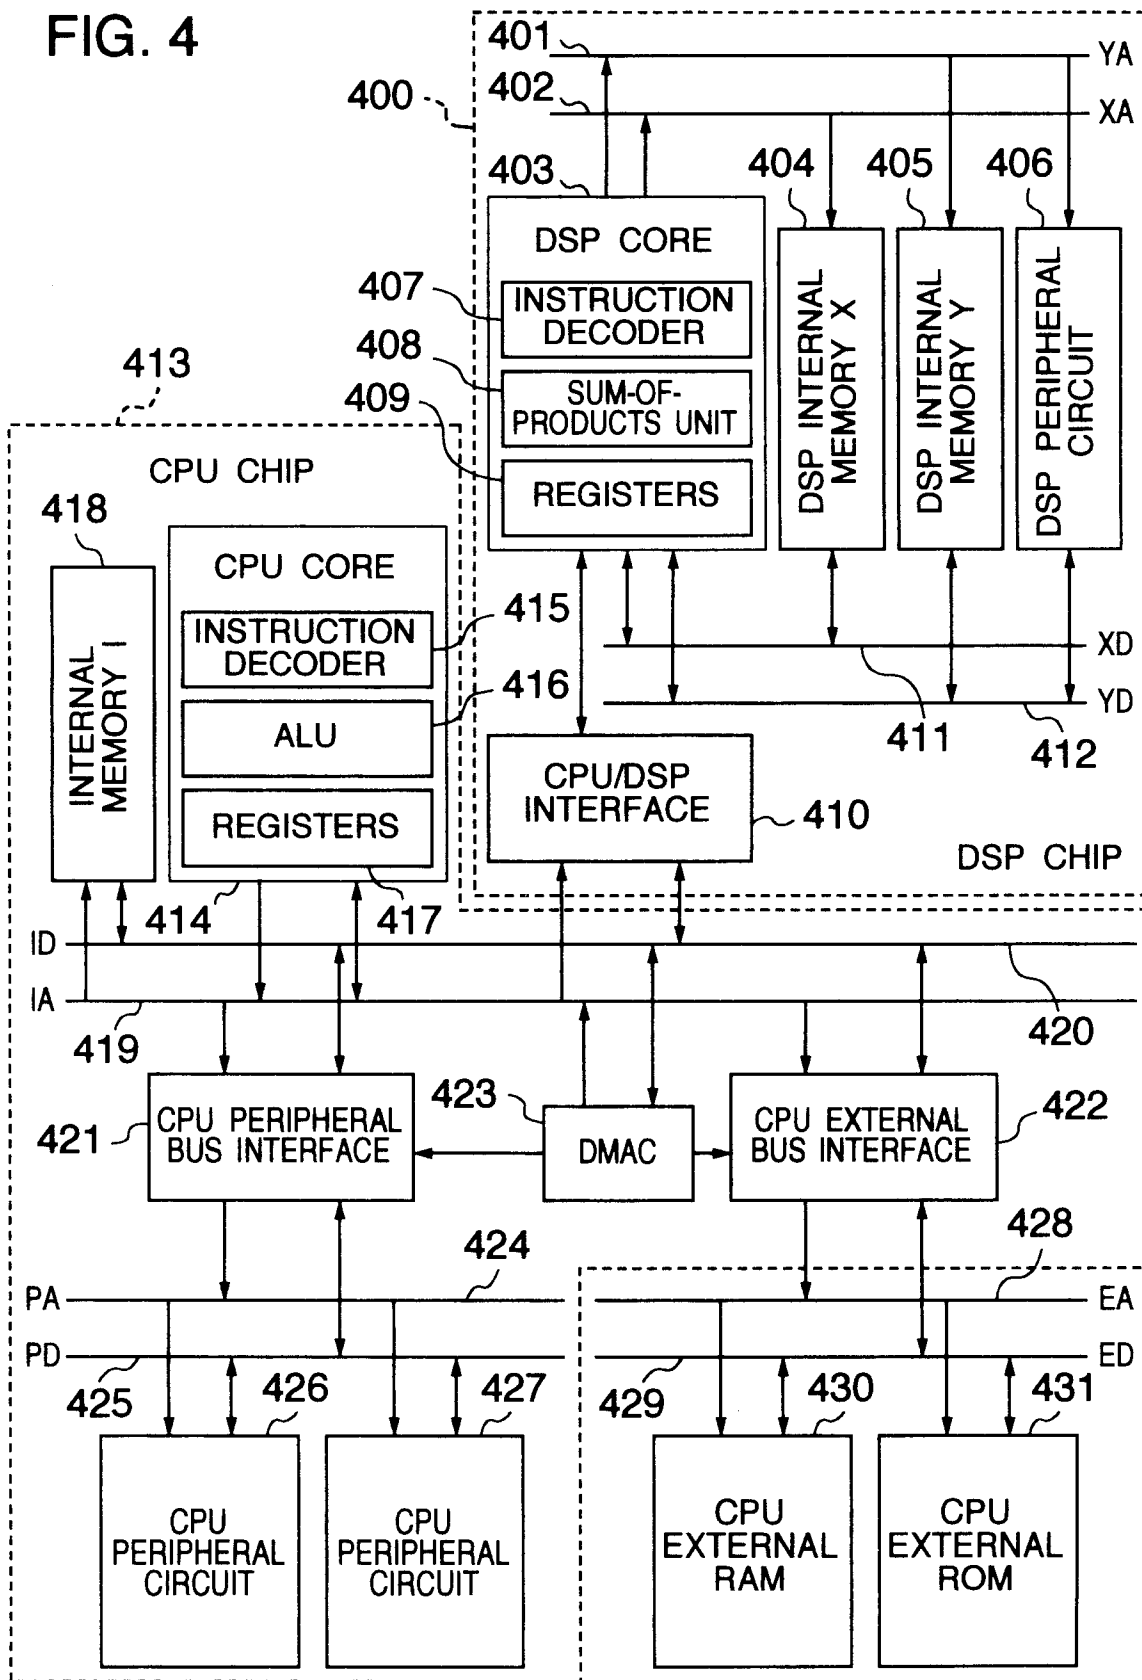 FIG. 4
401
YA
400
402
XA
403
404
405
406
DSP CORE
407
INSTRUCTION
DECODER
408
SUM-OF-
PRODUCTS UNIT
409
REGISTERS
DSP INTERNAL
MEMORY X
DSP INTERNAL
MEMORY Y
DSP PERIPHERAL
CIRCUIT
413
CPU CHIP
418
INTERNAL
MEMORY I
CPU CORE
INSTRUCTION
DECODER
415
ALU
416
REGISTERS
414
417
XD
YD
411
412
CPU/DSP
INTERFACE
410
DSP CHIP
ID
IA
419
420
421
CPU PERIPHERAL
BUS INTERFACE
423
DMAC
CPU EXTERNAL
BUS INTERFACE
422
424
428
PA
EA
PD
ED
425
426
427
429
430
431
CPU
PERIPHERAL
CIRCUIT
CPU
PERIPHERAL
CIRCUIT
CPU
EXTERNAL
RAM
CPU
EXTERNAL
ROM